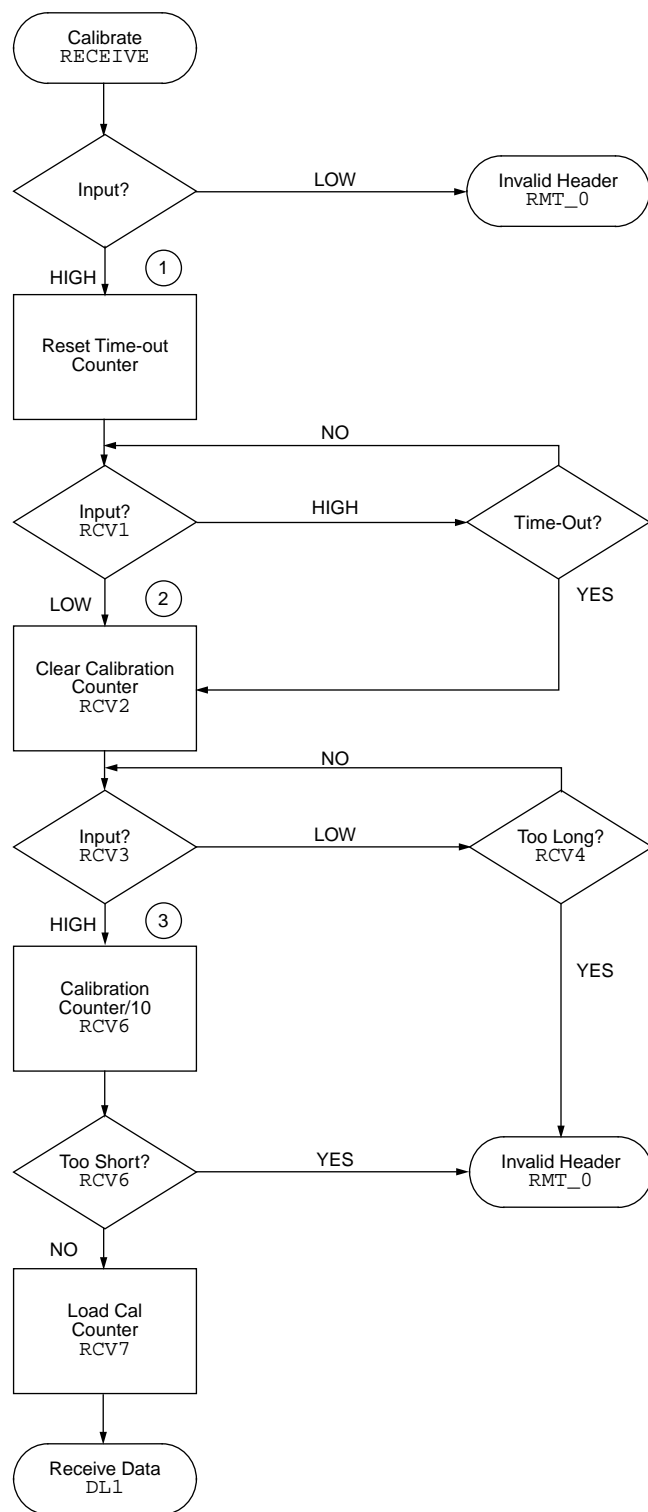 Calibrate
RECEIVE
Input?
LOW
Invalid Header
RMT_0
HIGH
1
Reset Time-out
Counter
NO
Input?
RCV1
HIGH
Time-Out?
LOW
2
YES
Clear Calibration
Counter
RCV2
NO
Input?
RCV3
LOW
Too Long?
RCV4
HIGH
3
YES
Calibration
Counter/10
RCV6
Too Short?
RCV6
YES
Invalid Header
RMT_0
NO
Load Cal
Counter
RCV7
Receive Data
DL1